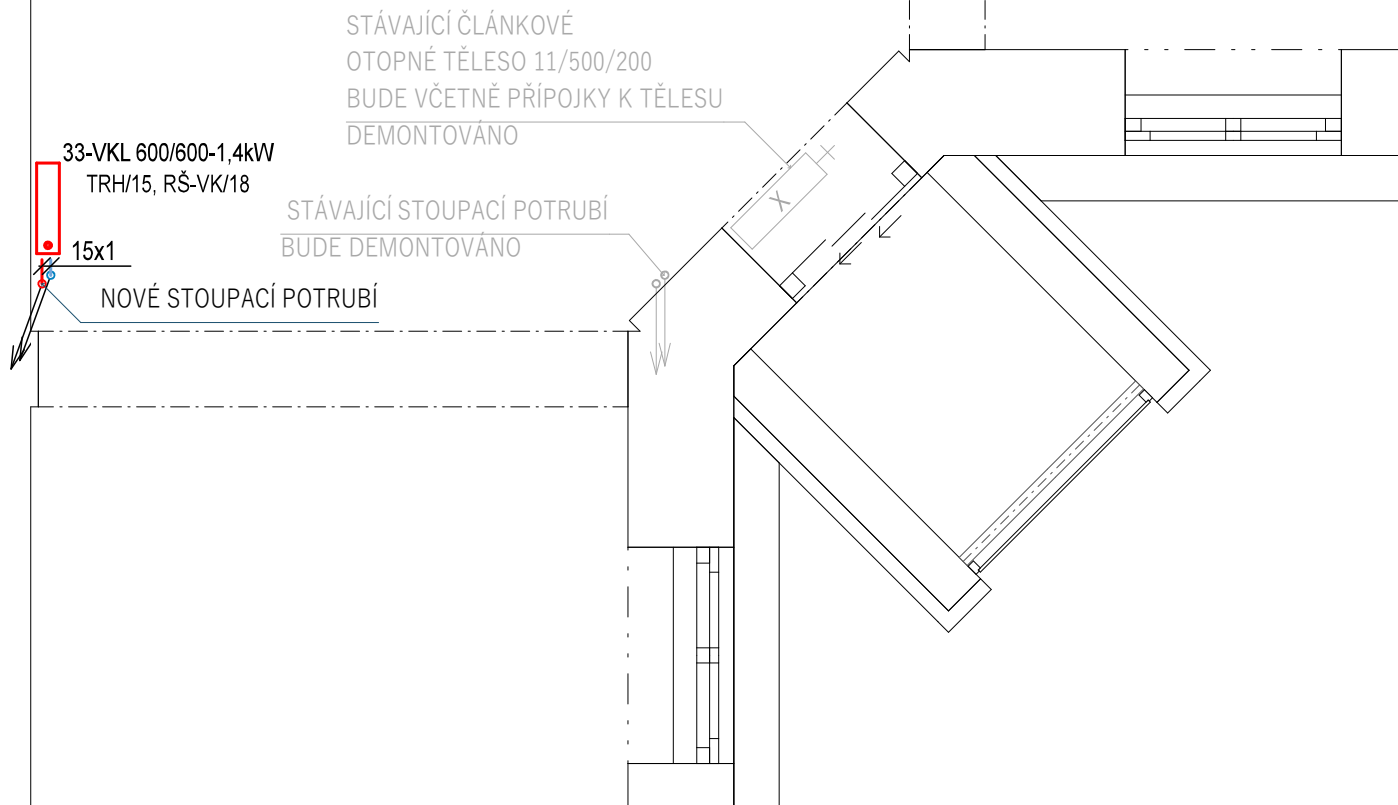 STÁVAJÍCÍ ČLÁNKOVÉ
OTOPNÉ TĚLESO 11/500/200
BUDE VČETNĚ PŘÍPOJKY K TĚLESU
DEMONTOVÁNO
33-VKL 600/600-1,4kW
TRH/15, RŠ-VK/18
STÁVAJÍCÍ STOUPACÍ POTRUBÍ
BUDE DEMONTOVÁNO
X
15x1
NOVÉ STOUPACÍ POTRUBÍ